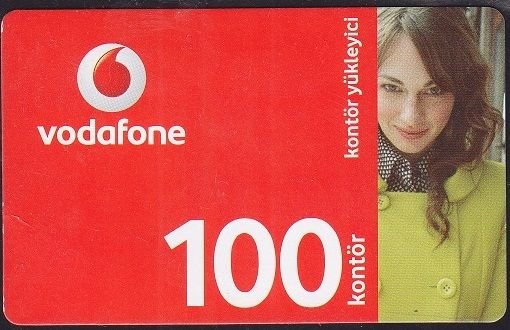 vodafone
kontör yükleyici
100
kontör